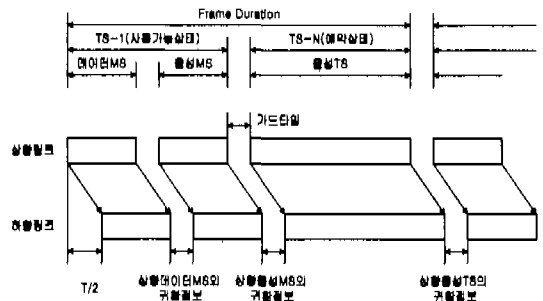 Frame Duration
TS-1(사용가능상태) TS-N(예약상태)
데이터MS 음성MS 음성TS
가드타임
상향링크
하향링크
T/2 상향데이터MS의 귀환정보 상향음성MS의 귀환정보 상향음성TS의 귀환정보